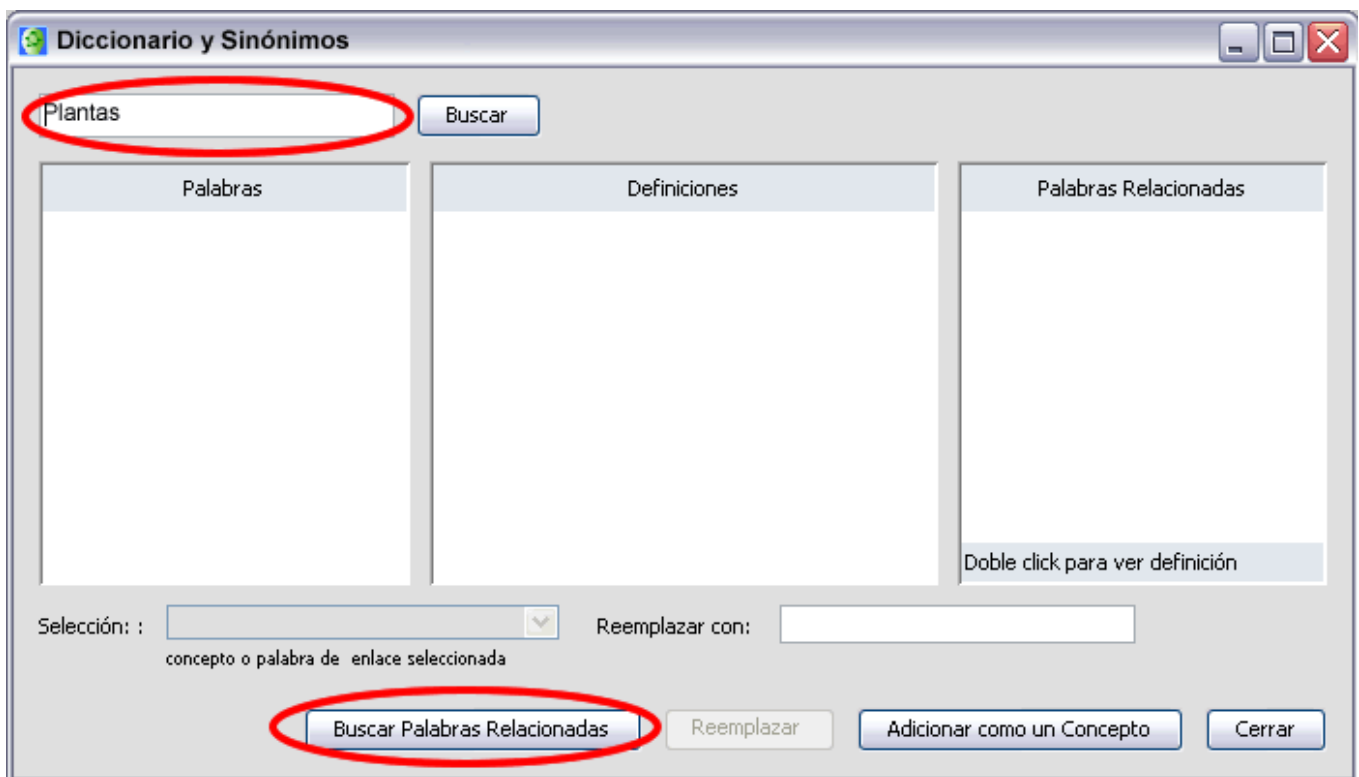 Diccionario y Sinónimos
Plantas
Buscar
Palabras
Definiciones
Palabras Relacionadas
Doble click para ver definición
Selección: :
Reemplazar con:
concepto o palabra de enlace seleccionada
Buscar Palabras Relacionadas
Reemplazar
Adicionar como un Concepto
Cerrar